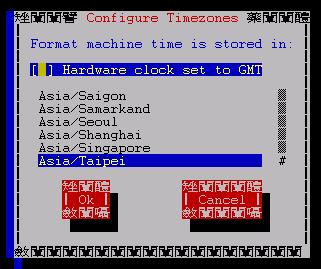 Configure Timezones
Format machine time is stored in:
[ ] Hardware clock set to GMT
Asia/Saigon
Asia/Samarkand
Asia/Seoul
Asia/Shanghai
Asia/Singapore
Asia/Taipei #
Ok Cancel